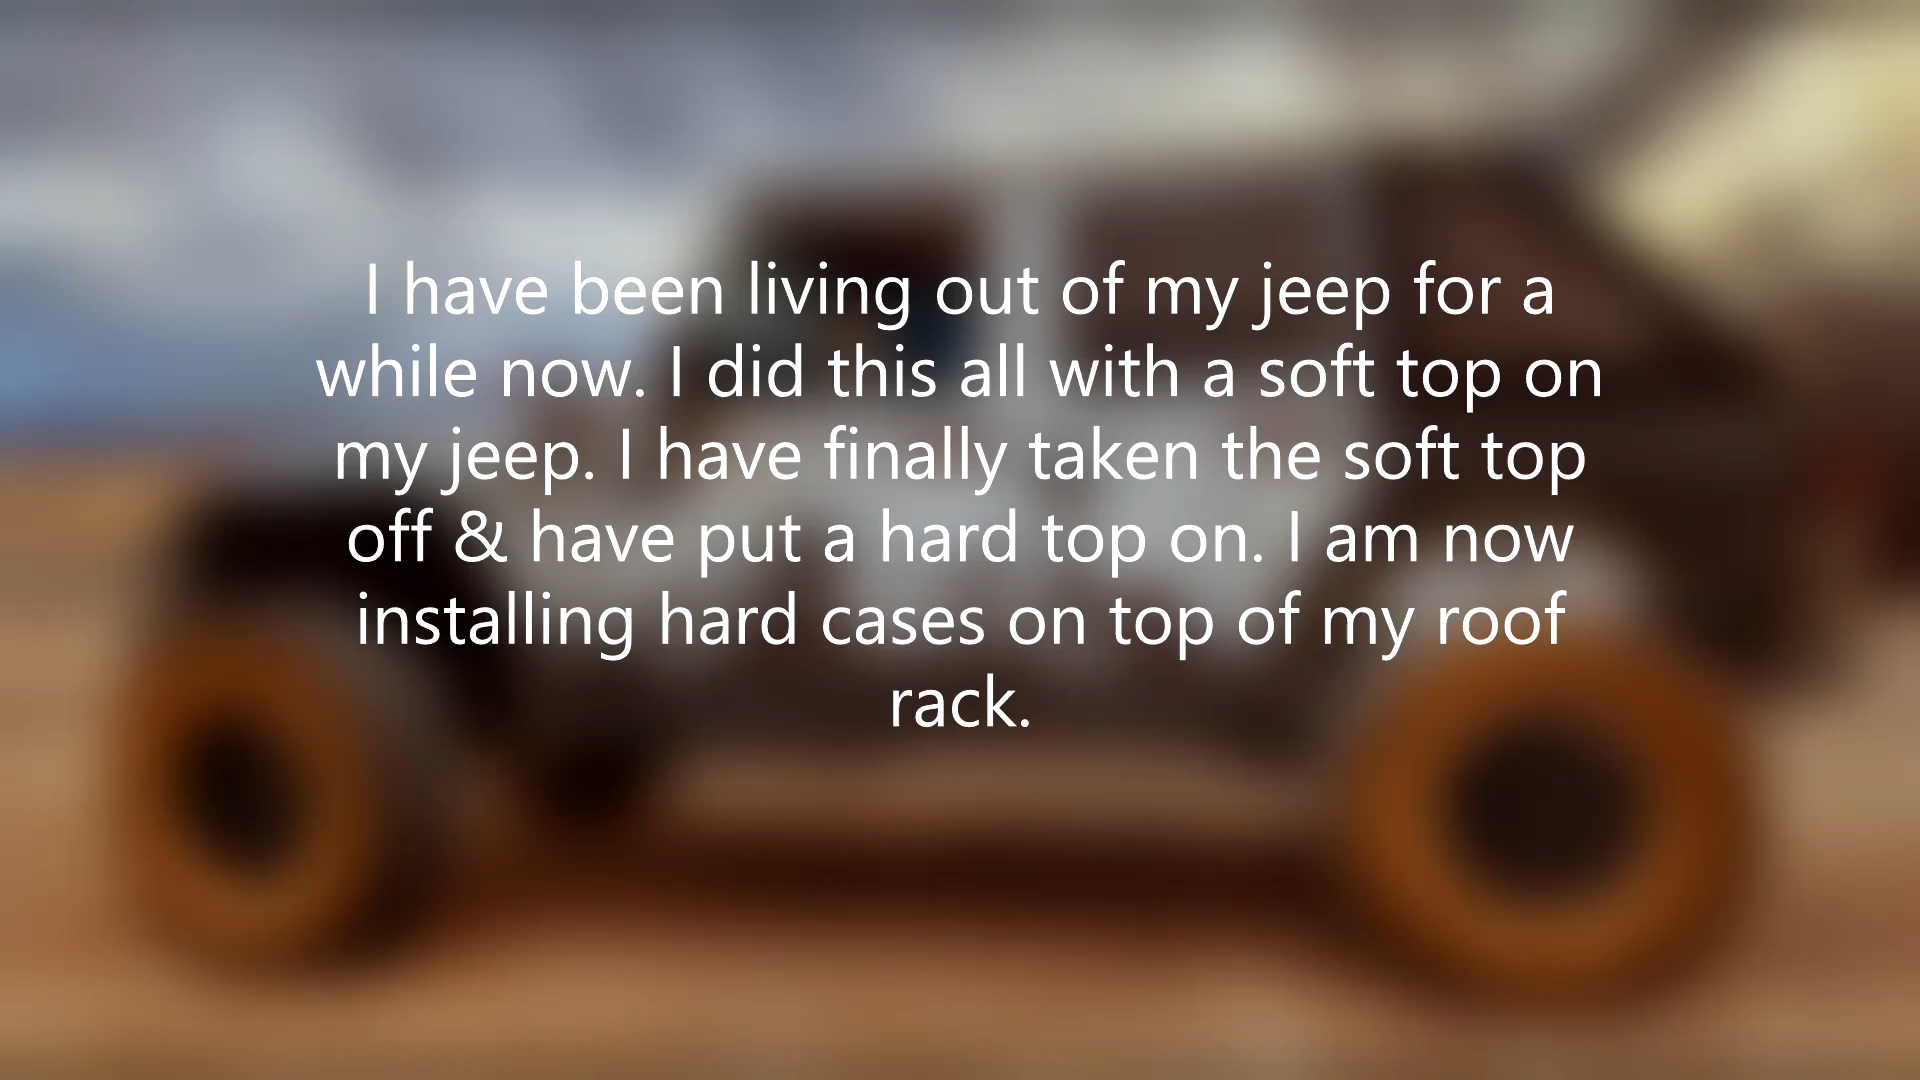 I have been living out of my jeep for a
while now. I did this all with a soft top on
my jeep. I have finally taken the soft top
off & have put a hard top on. I am now
installing hard cases on top of my roof
rack.